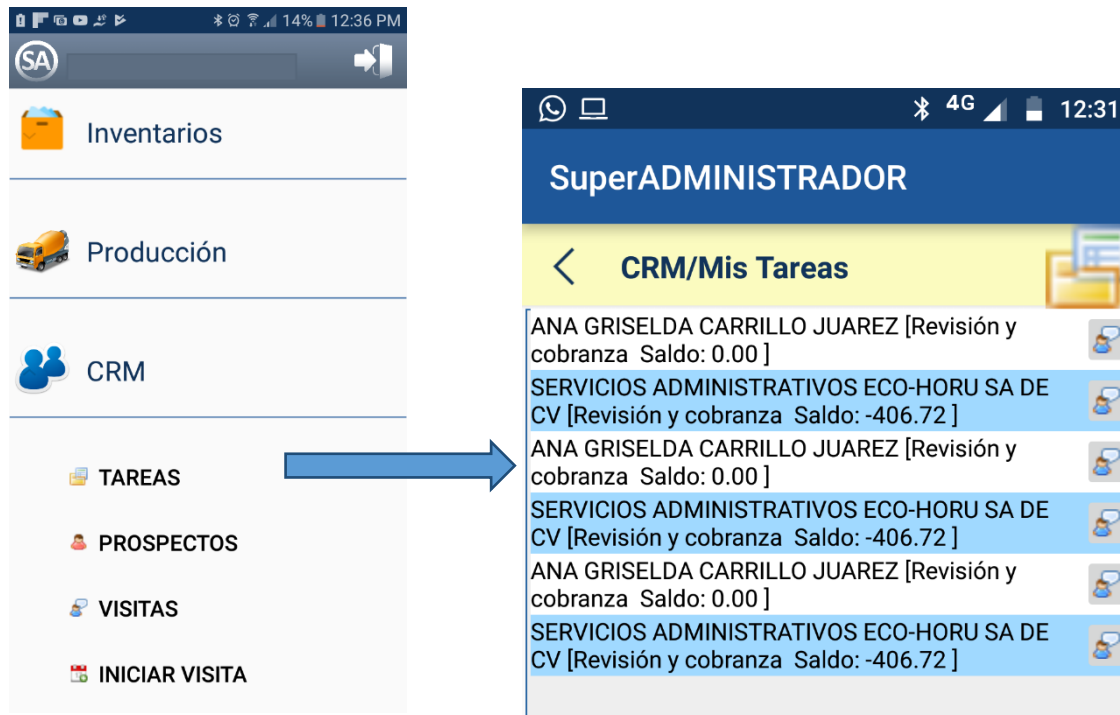 14% 12:36 PM
SA
Inventarios
Producción
CRM
TAREAS
PROSPECTOS
VISITAS
INICIAR VISITA
4G 12:31
SuperADMINISTRADOR
CRM/Mis Tareas
ANA GRISELDA CARRILLO JUAREZ [Revisión y
cobranza Saldo: 0.00 ]
SERVICIOS ADMINISTRATIVOS ECO-HORU SA DE
CV [Revisión y cobranza Saldo: -406.72 ]
ANA GRISELDA CARRILLO JUAREZ [Revisión y
cobranza Saldo: 0.00 ]
SERVICIOS ADMINISTRATIVOS ECO-HORU SA DE
CV [Revisión y cobranza Saldo: -406.72 ]
ANA GRISELDA CARRILLO JUAREZ [Revisión y
cobranza Saldo: 0.00 ]
SERVICIOS ADMINISTRATIVOS ECO-HORU SA DE
CV [Revisión y cobranza Saldo: -406.72 ]